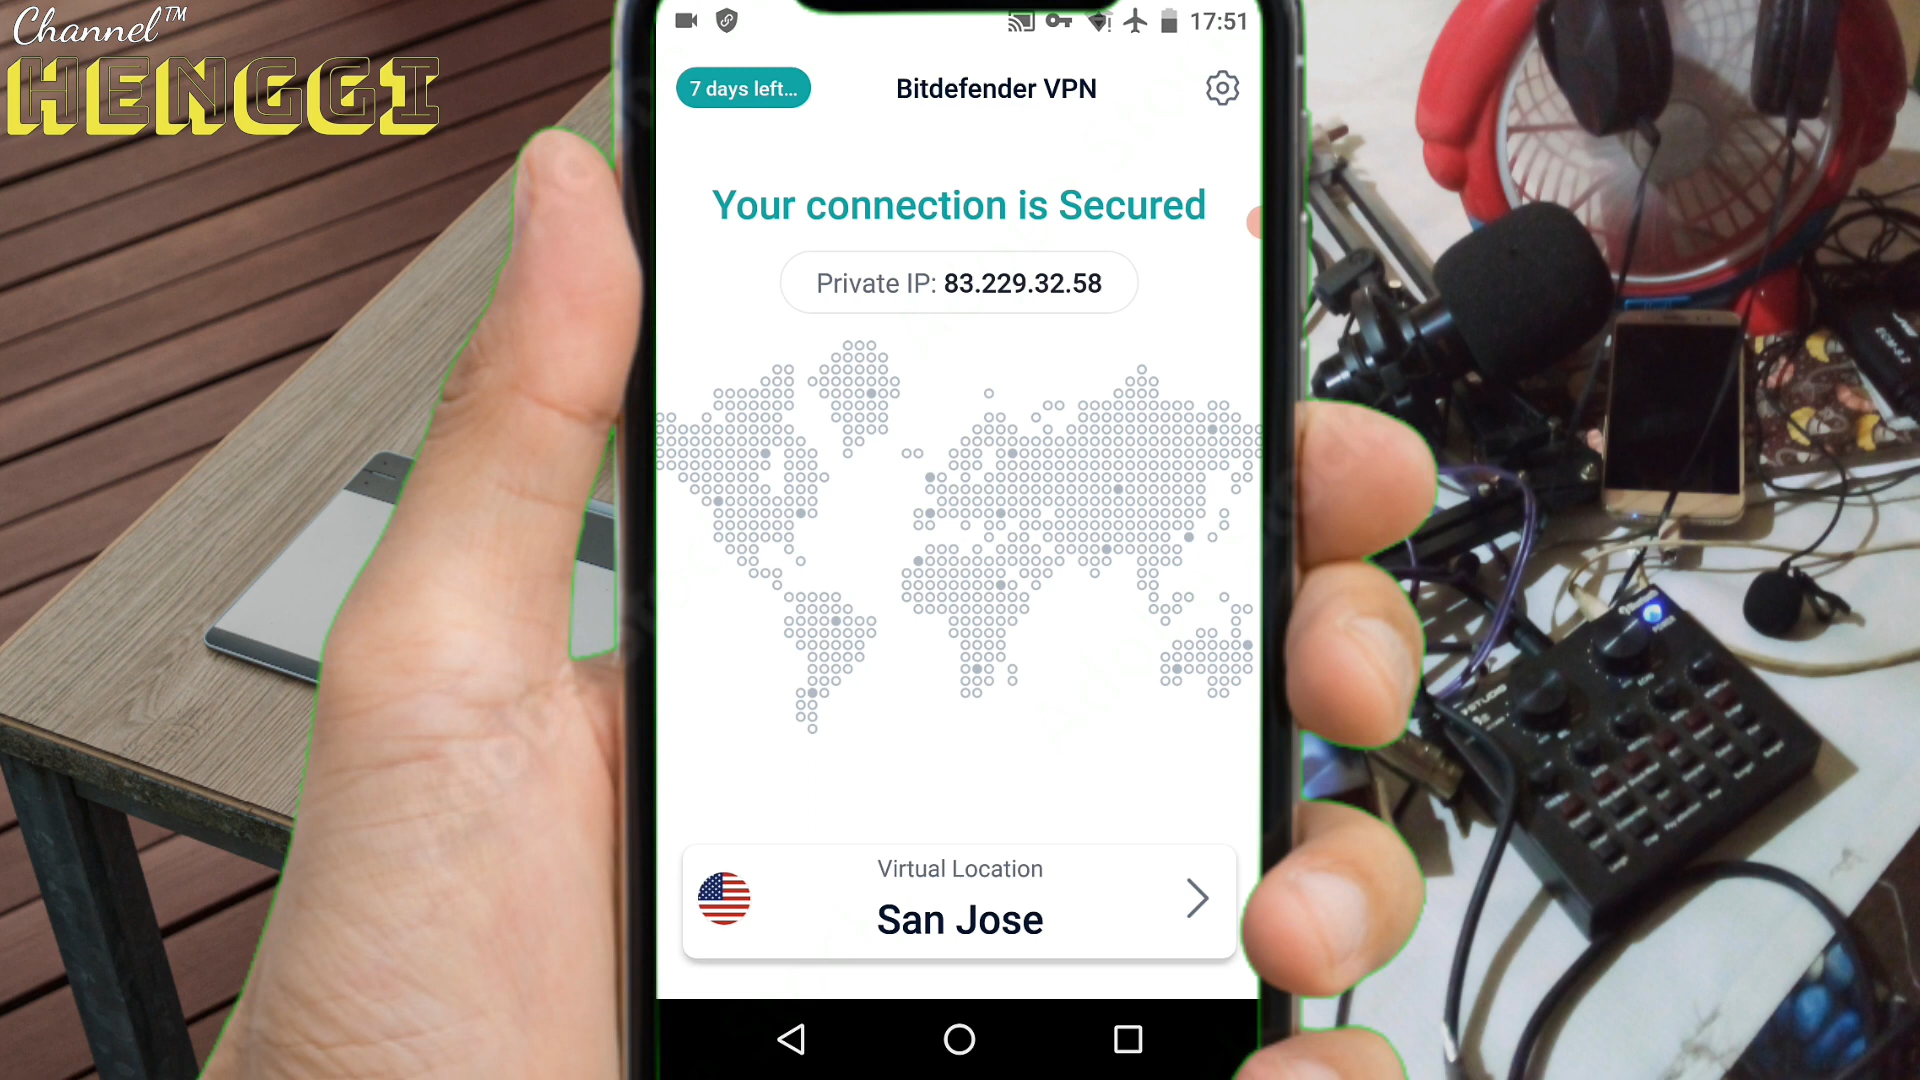 Channel™
HENGGI
17:51
7 days left...
Bitdefender VPN
Your connection is Secured
Private IP: 83.229.32.58
Virtual Location
San Jose
POWER